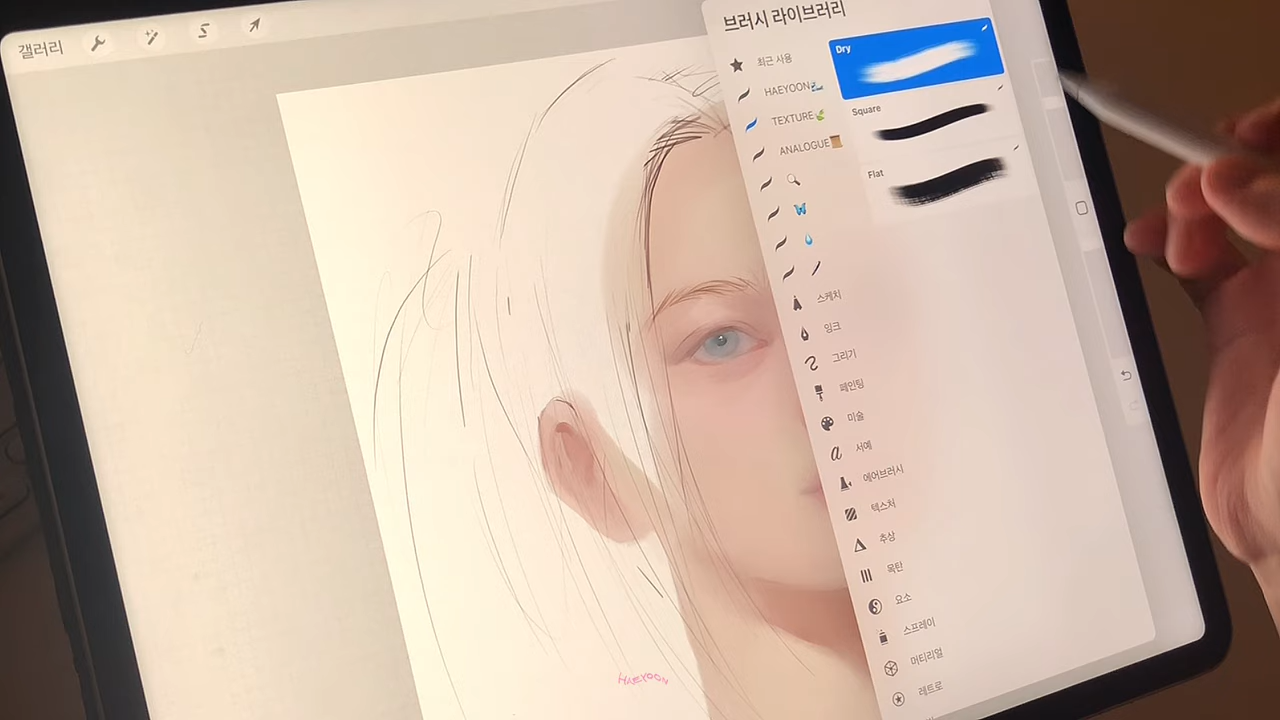 갤러리
브러시 라이브러리
최근 사용
HAEYOON
TEXTURE
ANALOGUE
스케치
잉크
그리기
페인팅
미술
서예
에어브러시
텍스처
추상
목탄
요소
스프레이
머티리얼
레트로
Dry
Square
Flat
HAEYOON